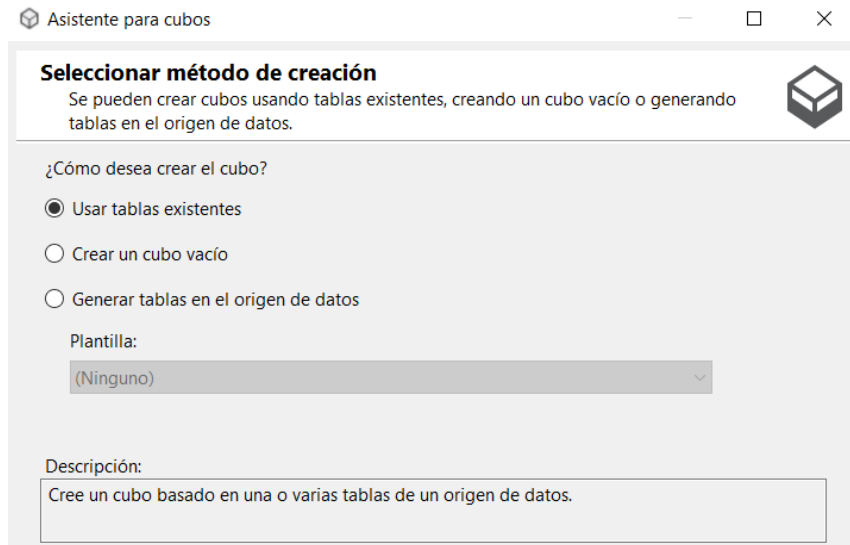 Asistente para cubos
Seleccionar método de creación
Se pueden crear cubos usando tablas existentes, creando un cubo vacío o generando
tablas en el origen de datos.
¿Cómo desea crear el cubo?
Usar tablas existentes
Crear un cubo vacío
Generar tablas en el origen de datos
Plantilla:
(Ninguno)
Descripción:
Cree un cubo basado en una o varias tablas de un origen de datos.